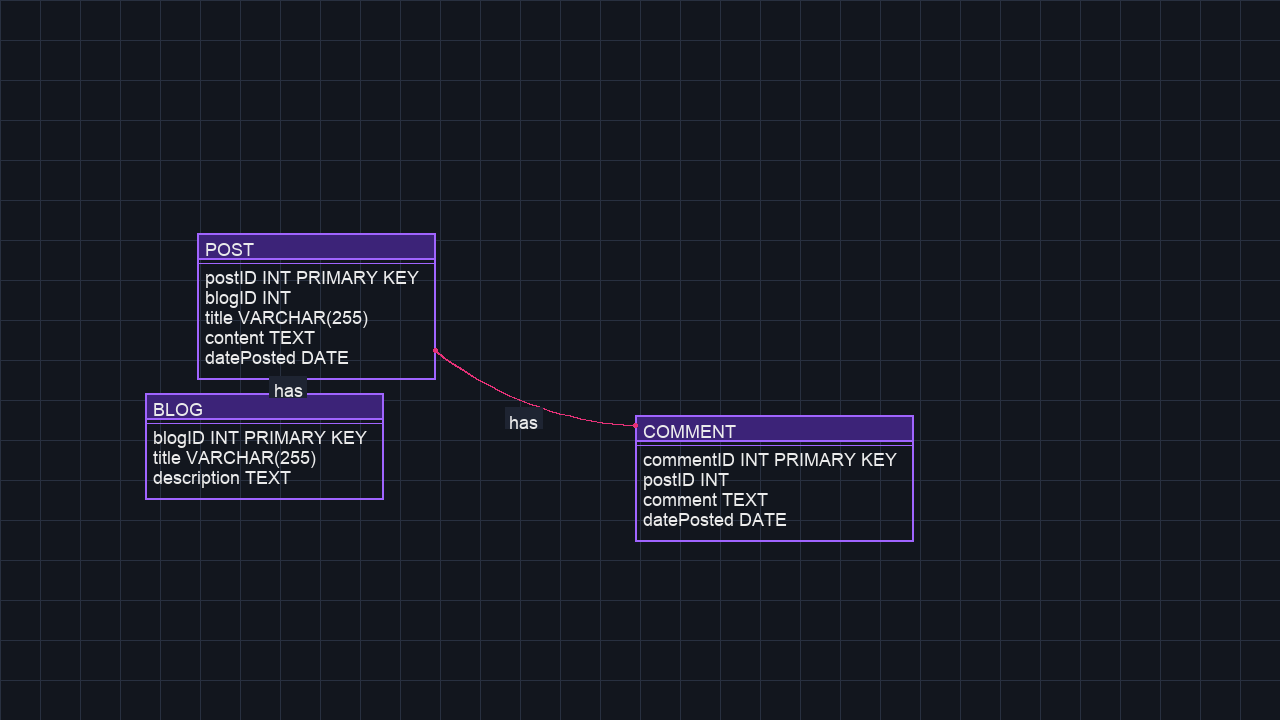 POST
postID INT PRIMARY KEY
blogID INT
title VARCHAR(255)
content TEXT
datePosted DATE
has
BLOG
blogID INT PRIMARY KEY
title VARCHAR(255)
description TEXT
has
COMMENT
commentID INT PRIMARY KEY
postID INT
comment TEXT
datePosted DATE